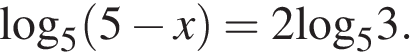 log₅(5 − x) = 2log₅3.